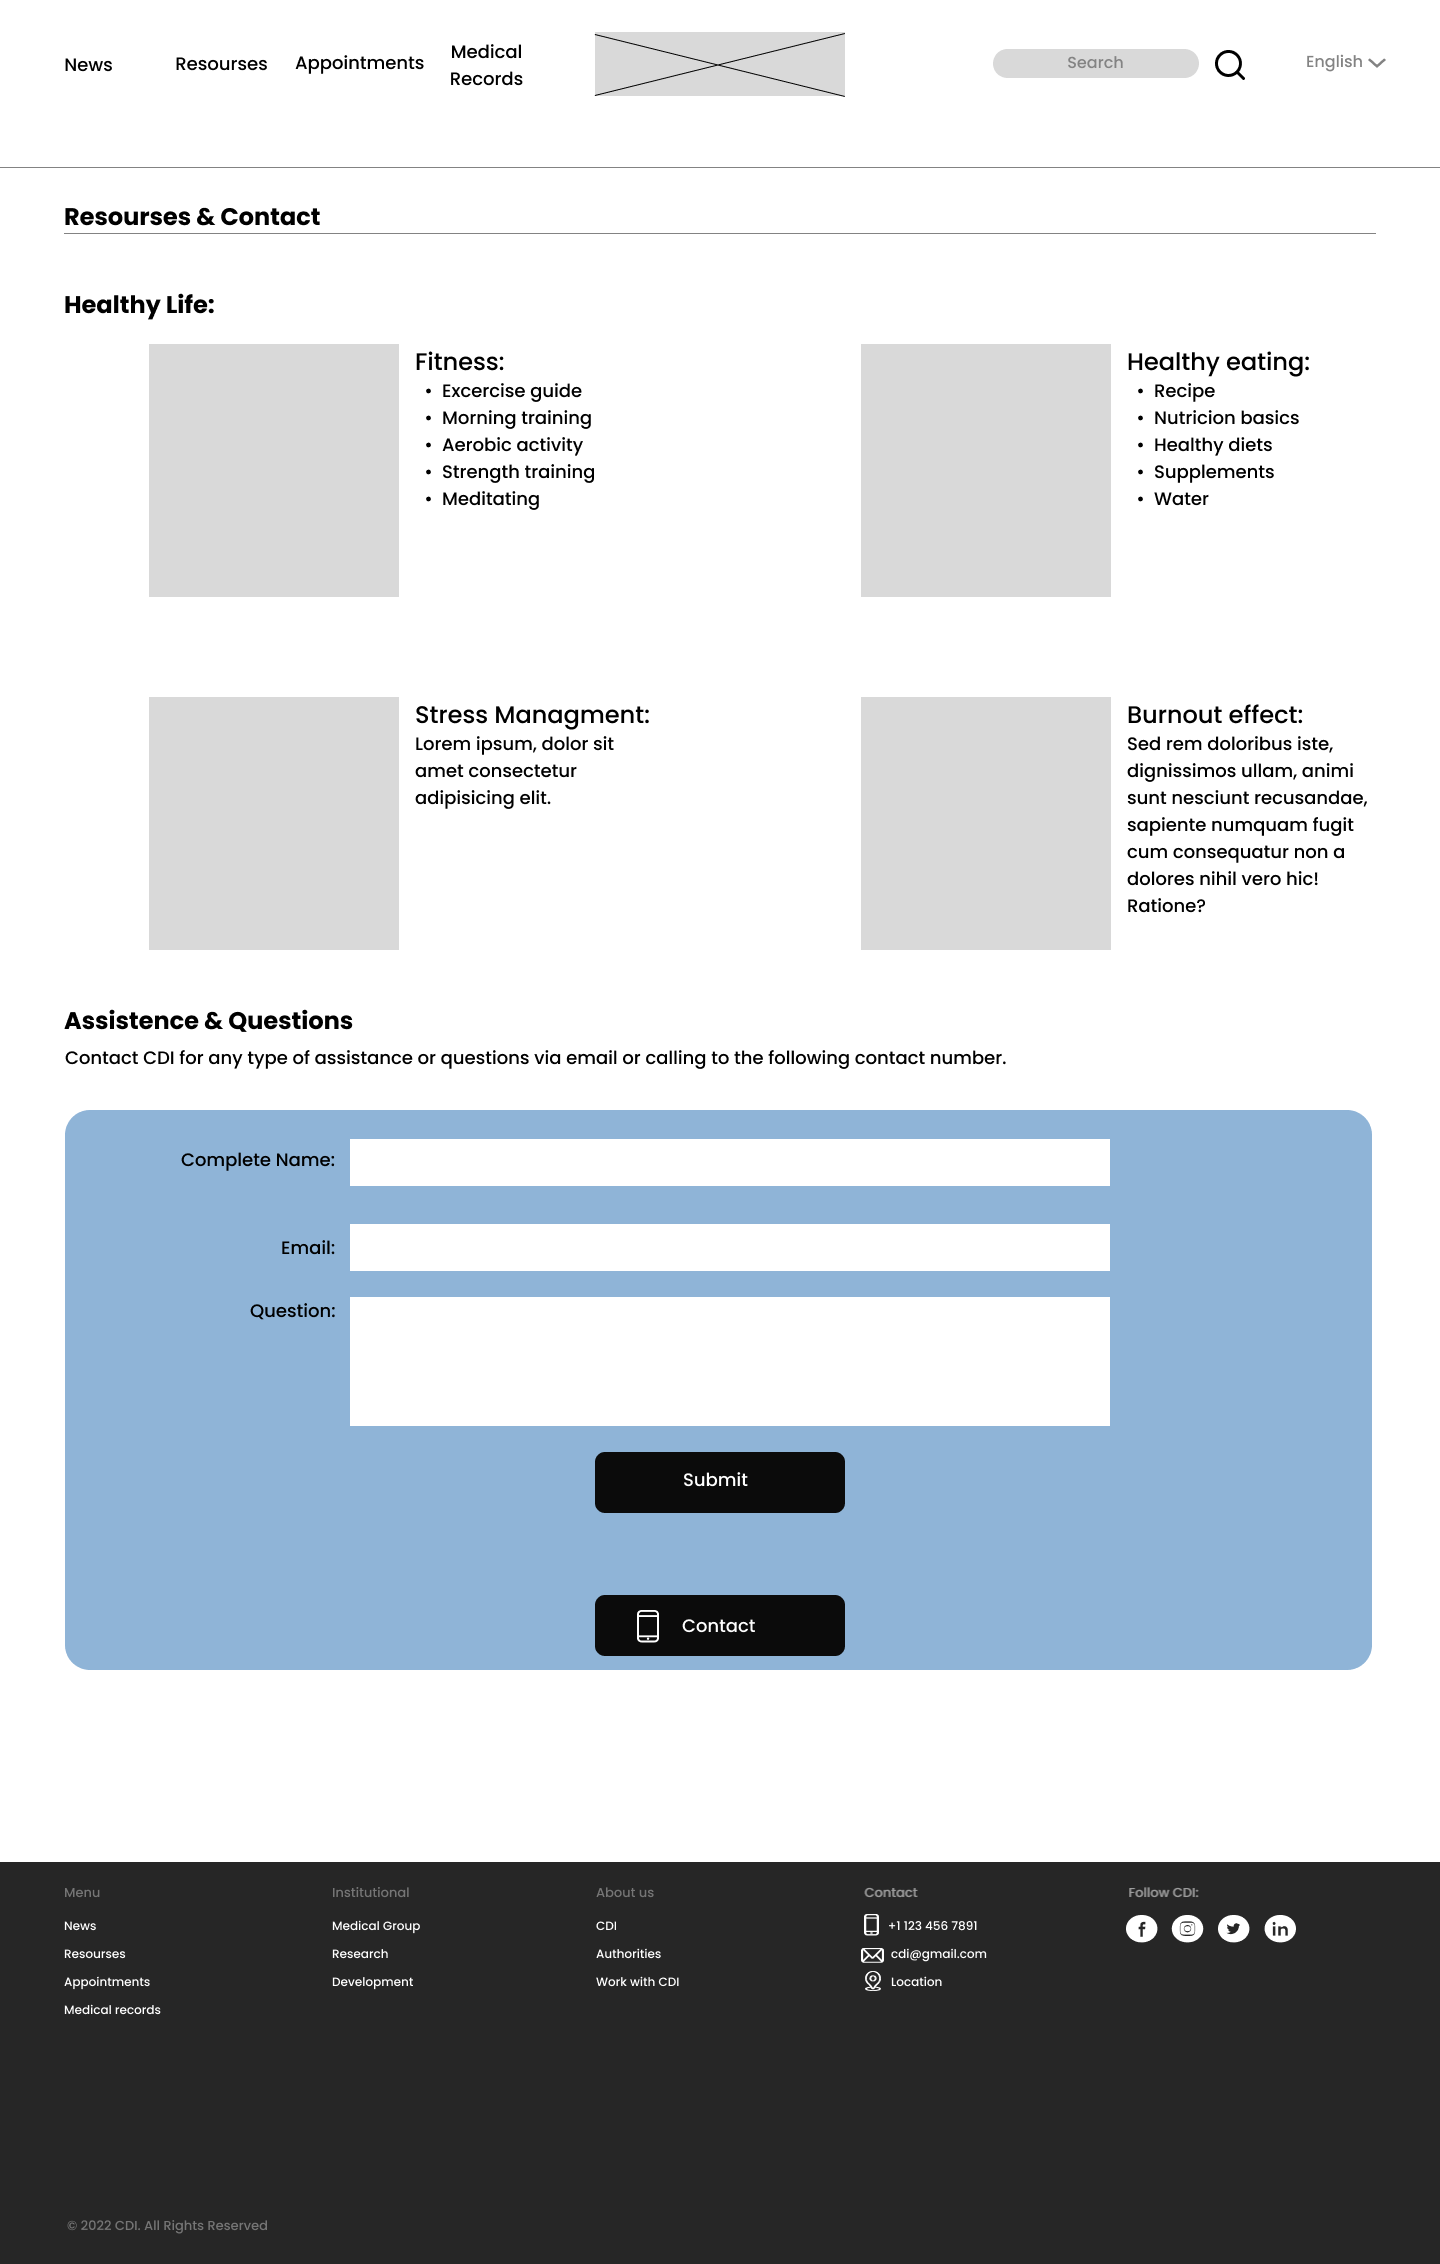 News
Resourses
Appointments
Medical
Records
Search
English
Resourses & Contact
Healthy Life:
Fitness:
• Excercise guide
• Morning training
• Aerobic activity
• Strength training
• Meditating
Healthy eating:
• Recipe
• Nutricion basics
• Healthy diets
• Supplements
• Water
Stress Managment:
Lorem ipsum, dolor sit
amet consectetur
adipisicing elit.
Burnout effect:
Sed rem doloribus iste,
dignissimos ullam, animi
sunt nesciunt recusandae,
sapiente numquam fugit
cum consequatur non a
dolores nihil vero hic!
Ratione?
Assistence & Questions
Contact CDI for any type of assistance or questions via email or calling to the following contact number.
Complete Name:
Email:
Question:
Submit
Contact
Menu
News
Resourses
Appointments
Medical records
Institutional
Medical Group
Research
Development
About us
CDI
Authorities
Work with CDI
Contact
+1 123 456 7891
cdi@gmail.com
Location
Follow CDI:
© 2022 CDI. All Rights Reserved